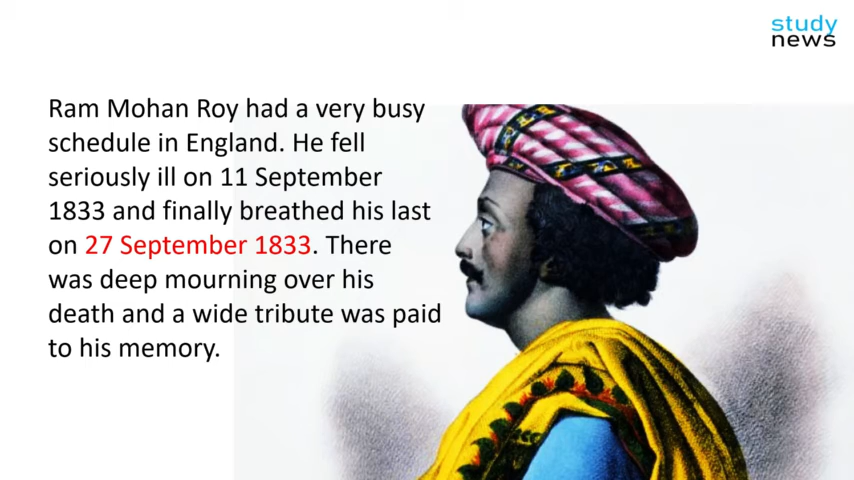 study
news
Ram Mohan Roy had a very busy
schedule in England. He fell
seriously ill on 11 September
1833 and finally breathed his last
on 27 September 1833. There
was deep mourning over his
death and a wide tribute was paid
to his memory.